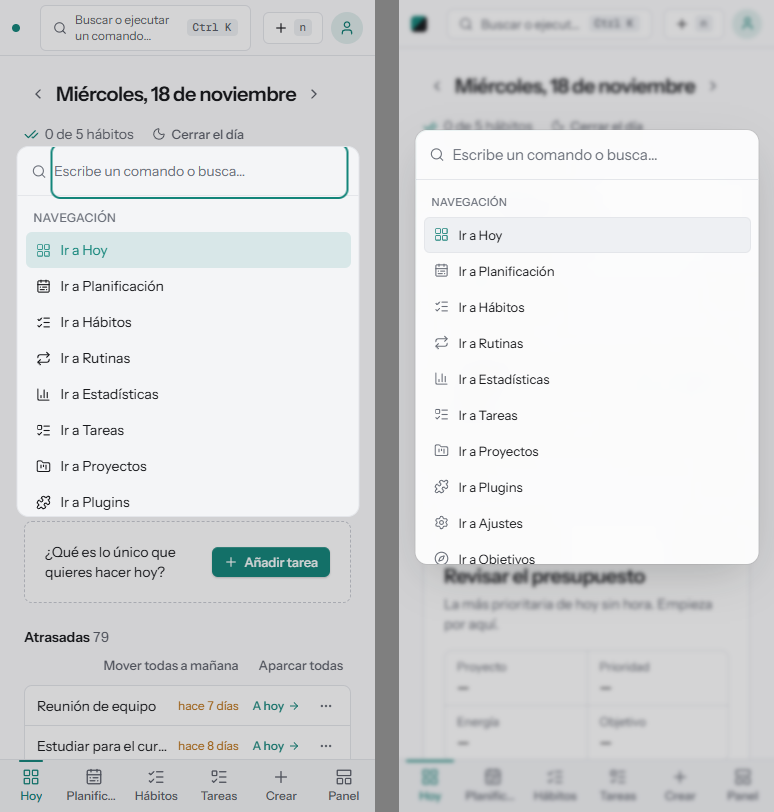 Buscar o ejecutar
un comando...
Ctrl K
+ n
Miércoles, 18 de noviembre
0 de 5 hábitos
Cerrar el día
Escribe un comando o busca...
NAVEGACIÓN
Ir a Hoy
Ir a Planificación
Ir a Hábitos
Ir a Rutinas
Ir a Estadísticas
Ir a Tareas
Ir a Proyectos
Ir a Plugins
¿Qué es lo único que
quieres hacer hoy?
+ Añadir tarea
Atrasadas 79
Mover todas a mañana
Aparcar todas
Reunión de equipo hace 7 días A hoy → ···
Estudiar para el cur... hace 8 días A hoy → ···
Hoy
Planific...
Hábitos
Tareas
Crear
Panel
Buscar o ejecut...
Ctrl K
Miércoles, 18 de noviembre
0 de 5 hábitos
Cerrar el día
Escribe un comando o busca...
NAVEGACIÓN
Ir a Hoy
Ir a Planificación
Ir a Hábitos
Ir a Rutinas
Ir a Estadísticas
Ir a Tareas
Ir a Proyectos
Ir a Plugins
Ir a Ajustes
Ir a Objetivos
Revisar el presupuesto
La más prioritaria de hoy sin hora. Empieza
por aquí.
Proyecto
—
Prioridad
—
Energía
—
Objetivo
—
Hoy
Planific...
Hábitos
Tareas
Crear
Panel